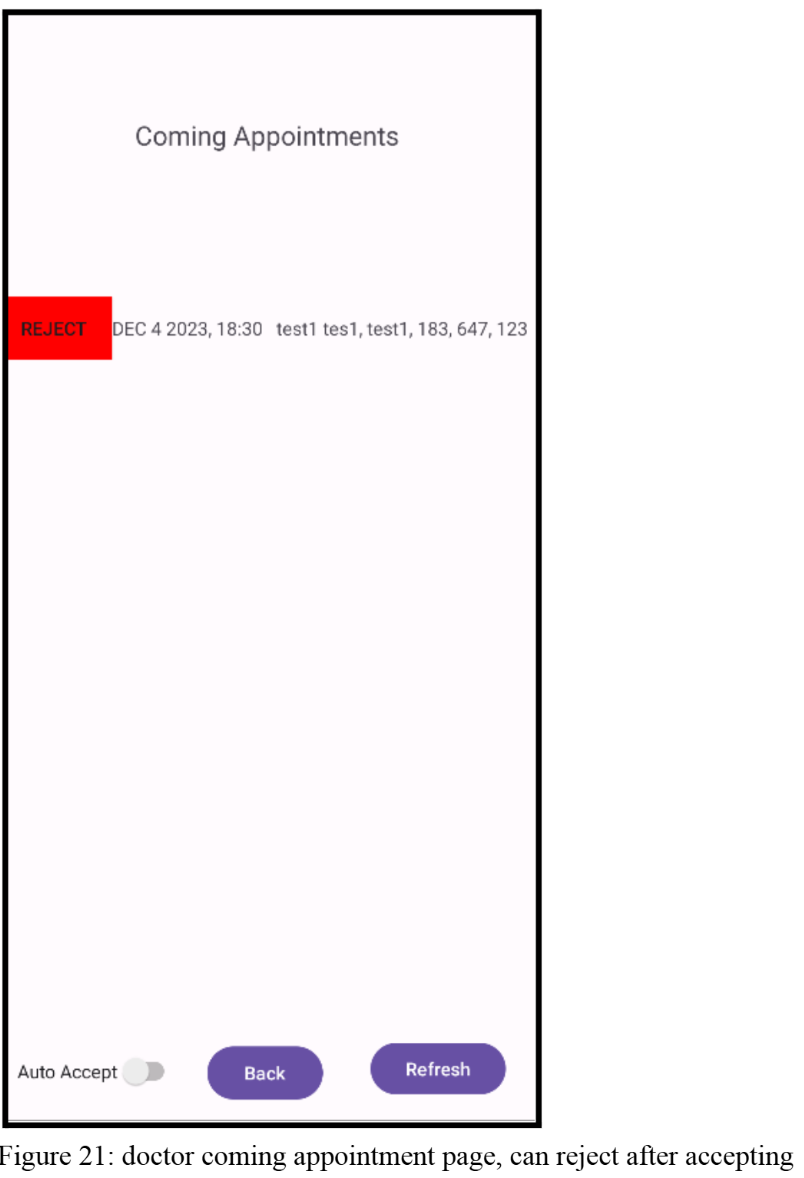 Coming Appointments
REJECT DEC 4 2023, 18:30 test1 tes1, test1, 183, 647, 123
Auto Accept Back Refresh
Figure 21: doctor coming appointment page, can reject after accepting